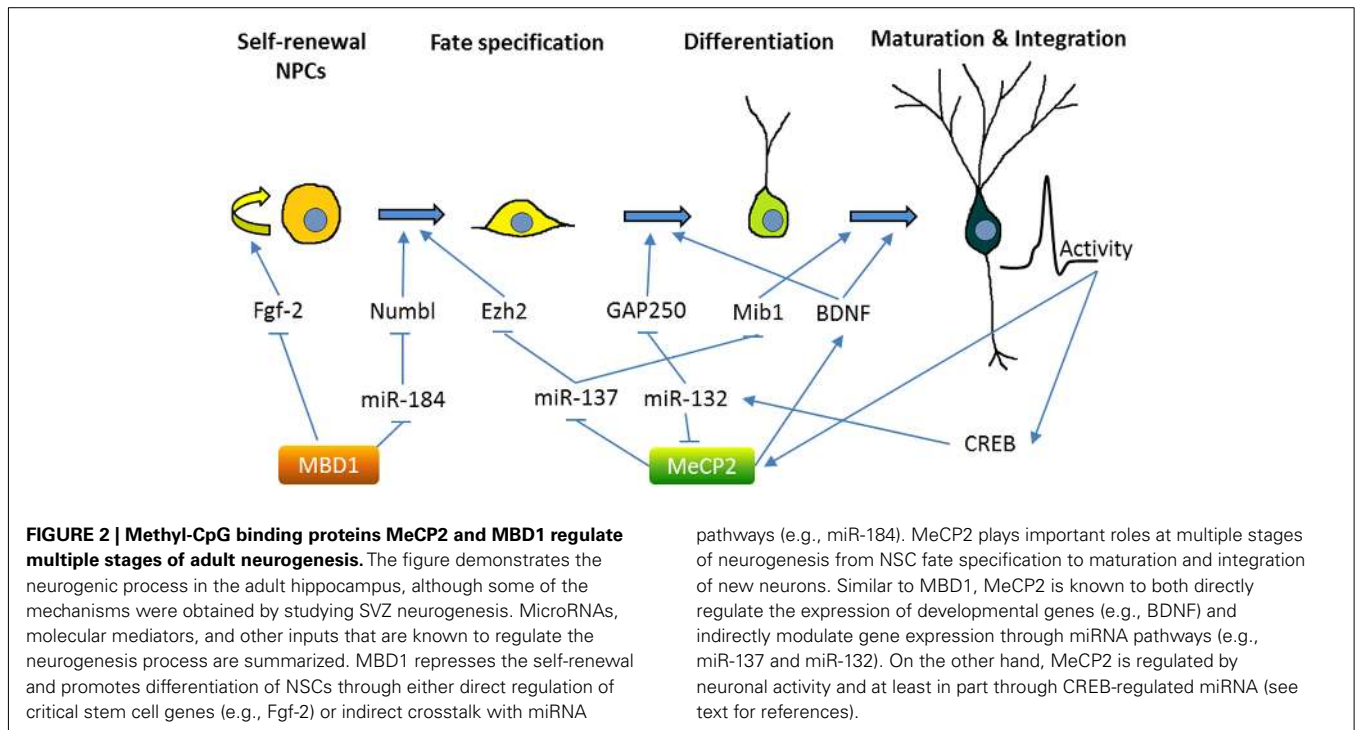 Self-renewal NPCs
Fate specification
Differentiation
Maturation & Integration
Activity
Fgf-2
Numbl
Ezh2
GAP250
Mib1
BDNF
miR-184
miR-137
miR-132
CREB
MBD1
MeCP2
FIGURE 2 | Methyl-CpG binding proteins MeCP2 and MBD1 regulate
multiple stages of adult neurogenesis. The figure demonstrates the
neurogenic process in the adult hippocampus, although some of the
mechanisms were obtained by studying SVZ neurogenesis. MicroRNAs,
molecular mediators, and other inputs that are known to regulate the
neurogenesis process are summarized. MBD1 represses the self-renewal
and promotes differentiation of NSCs through either direct regulation of
critical stem cell genes (e.g., Fgf-2) or indirect crosstalk with miRNA
pathways (e.g., miR-184). MeCP2 plays important roles at multiple stages
of neurogenesis from NSC fate specification to maturation and integration
of new neurons. Similar to MBD1, MeCP2 is known to both directly
regulate the expression of developmental genes (e.g., BDNF) and
indirectly modulate gene expression through miRNA pathways (e.g.,
miR-137 and miR-132). On the other hand, MeCP2 is regulated by
neuronal activity and at least in part through CREB-regulated miRNA (see
text for references).